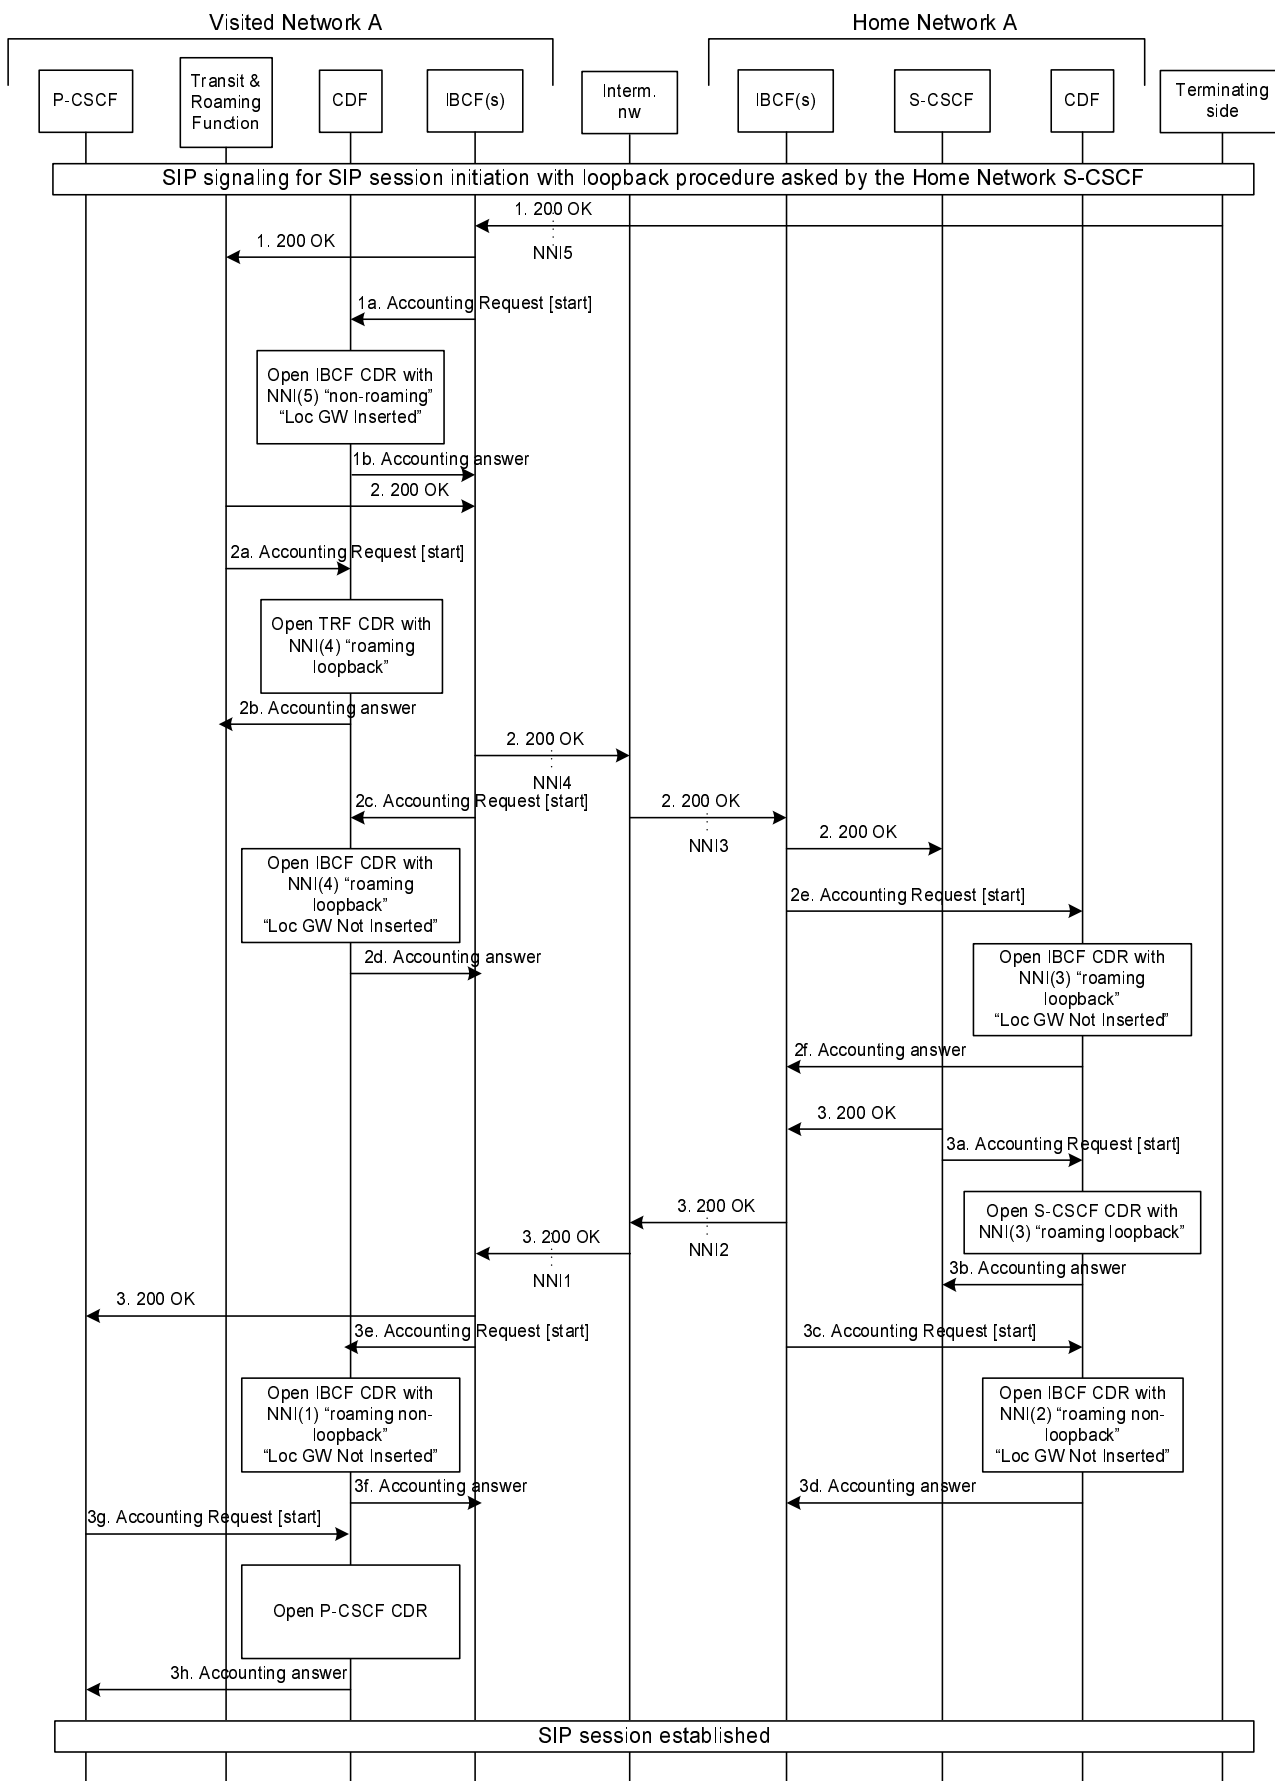 Visited Network A
Home Network A
P-CSCF
Transit &
Roaming
Function
CDF
IBCF(s)
Interm.
nw
IBCF(s)
S-CSCF
CDF
Terminating
side
SIP signaling for SIP session initiation with loopback procedure asked by the Home Network S-CSCF
1. 200 OK
NNI5
1. 200 OK
1a. Accounting Request [start]
Open IBCF CDR with
NNI(5) “non-roaming”
“Loc GW Inserted”
1b. Accounting answer
2. 200 OK
2a. Accounting Request [start]
Open TRF CDR with
NNI(4) “roaming
loopback”
2b. Accounting answer
2. 200 OK
NNI4
2c. Accounting Request [start]
2. 200 OK
NNI3
2. 200 OK
Open IBCF CDR with
NNI(4) “roaming
loopback”
“Loc GW Not Inserted”
2e. Accounting Request [start]
2d. Accounting answer
Open IBCF CDR with
NNI(3) “roaming
loopback”
“Loc GW Not Inserted”
2f. Accounting answer
3. 200 OK
3a. Accounting Request [start]
Open S-CSCF CDR with
NNI(3) “roaming loopback”
3. 200 OK
NNI2
3. 200 OK
NNI1
3b. Accounting answer
3. 200 OK
3e. Accounting Request [start]
3c. Accounting Request [start]
Open IBCF CDR with
NNI(1) “roaming non-
loopback”
“Loc GW Not Inserted”
Open IBCF CDR with
NNI(2) “roaming non-
loopback”
“Loc GW Not Inserted”
3f. Accounting answer
3d. Accounting answer
3g. Accounting Request [start]
Open P-CSCF CDR
3h. Accounting answer
SIP session established